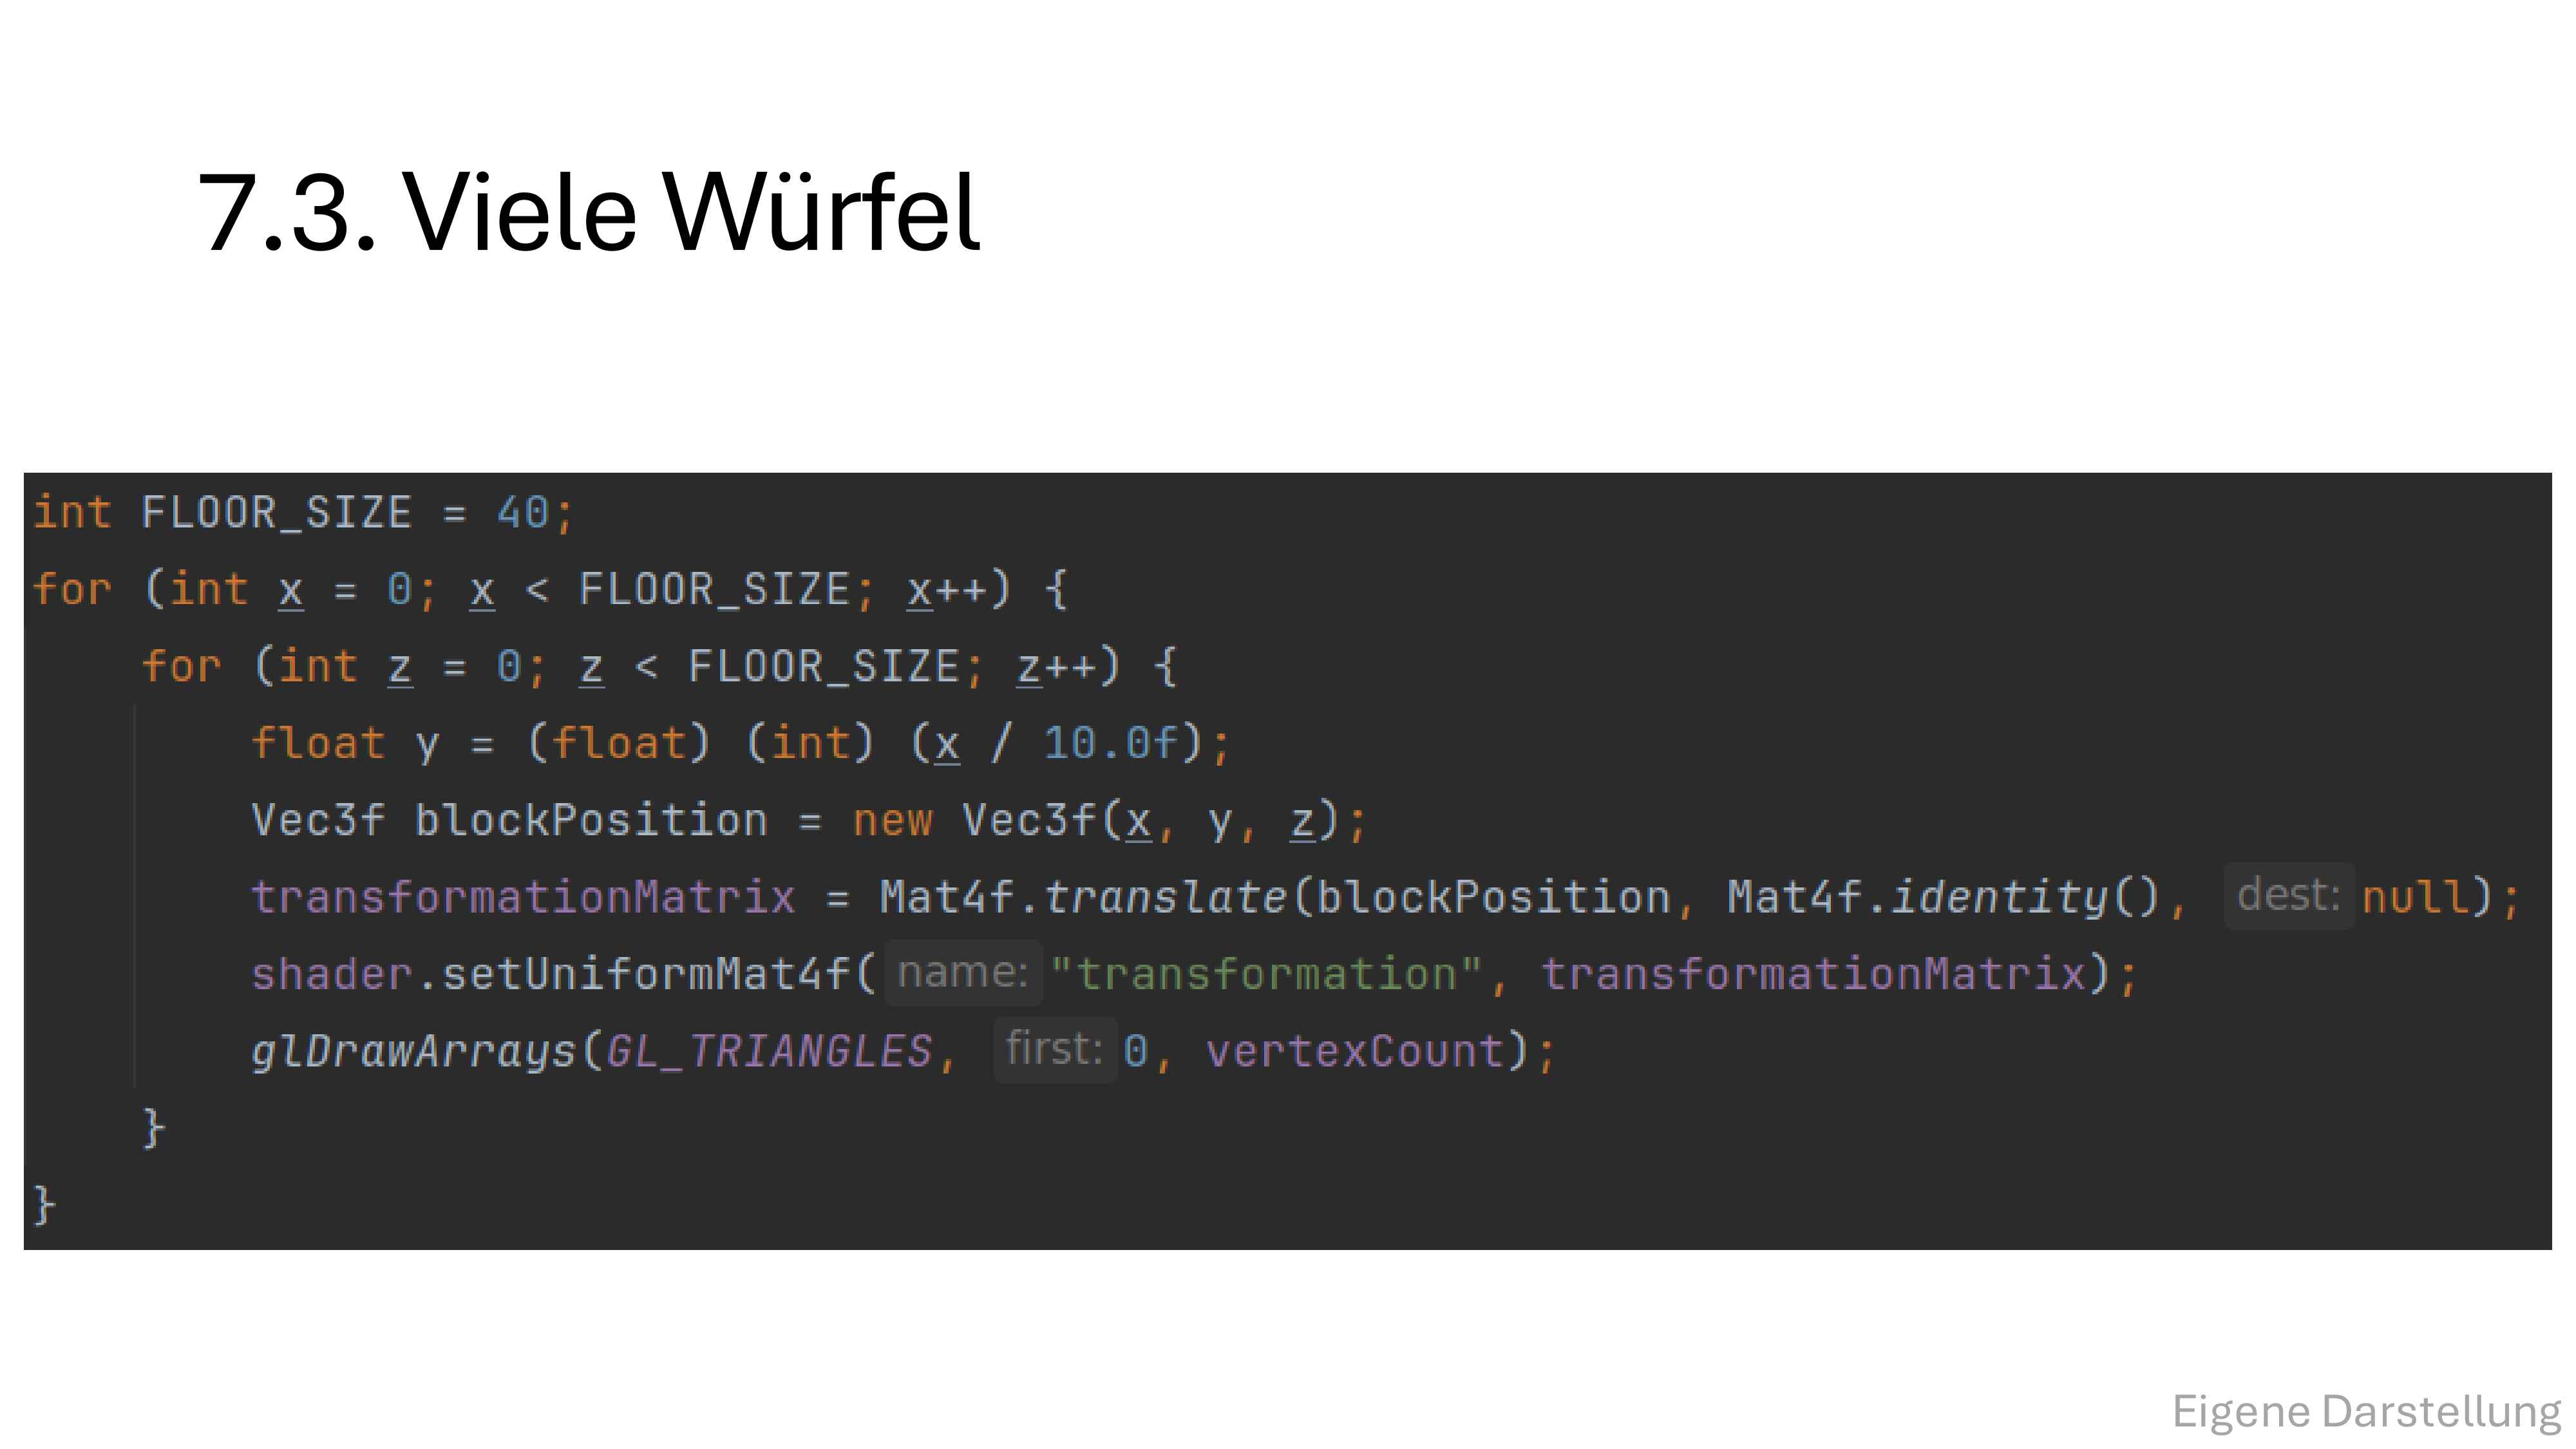 7.3. Viele Würfel
int FLOOR_SIZE = 40;
for (int x = 0; x < FLOOR_SIZE; x++) {
for (int z = 0; z < FLOOR_SIZE; z++) {
float y = (float) (int) (x / 10.0f);
Vec3f blockPosition = new Vec3f(x, y, z);
transformationMatrix = Mat4f.translate(blockPosition, Mat4f.identity(), dest: null);
shader.setUniformMat4f( name: "transformation", transformationMatrix);
glDrawArrays(GL_TRIANGLES, first: 0, vertexCount);
}
}
Eigene Darstellung